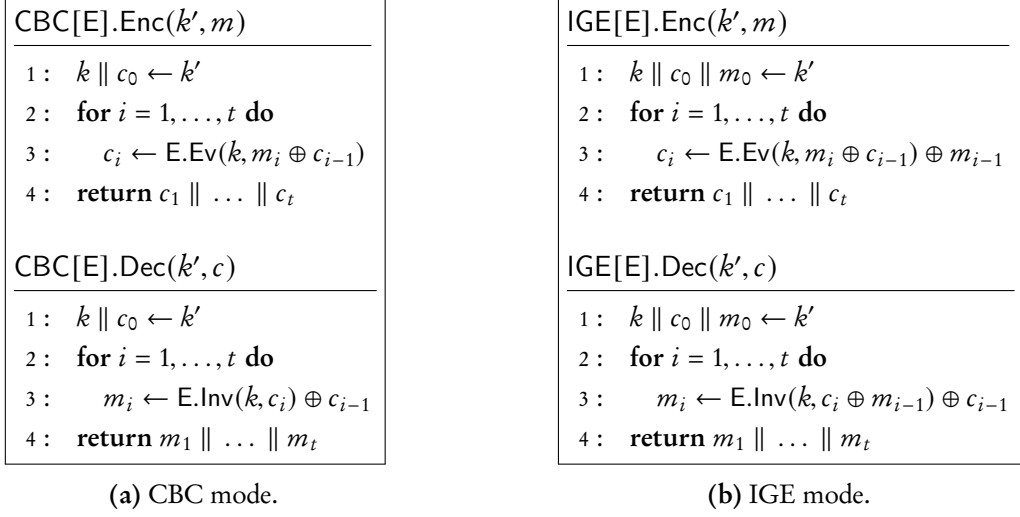 CBC[E].Enc(k′, m)
1 : k ∥ c₀ ← k′
2 : for i = 1, . . . , t do
3 : cᵢ ← E.Ev(k, mᵢ ⊕ cᵢ₋₁)
4 : return c₁ ∥ . . . ∥ cₜ
CBC[E].Dec(k′, c)
1 : k ∥ c₀ ← k′
2 : for i = 1, . . . , t do
3 : mᵢ ← E.Inv(k, cᵢ) ⊕ cᵢ₋₁
4 : return m₁ ∥ . . . ∥ mₜ
(a) CBC mode.
IGE[E].Enc(k′, m)
1 : k ∥ c₀ ∥ m₀ ← k′
2 : for i = 1, . . . , t do
3 : cᵢ ← E.Ev(k, mᵢ ⊕ cᵢ₋₁) ⊕ mᵢ₋₁
4 : return c₁ ∥ . . . ∥ cₜ
IGE[E].Dec(k′, c)
1 : k ∥ c₀ ∥ m₀ ← k′
2 : for i = 1, . . . , t do
3 : mᵢ ← E.Inv(k, cᵢ ⊕ mᵢ₋₁) ⊕ cᵢ₋₁
4 : return m₁ ∥ . . . ∥ mₜ
(b) IGE mode.